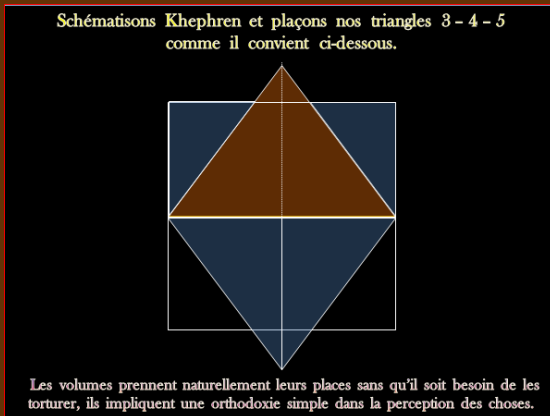 Schématisons Khephren et plaçons nos triangles 3 – 4 – 5
comme il convient ci-dessous.
Les volumes prennent naturellement leurs places sans qu'il soit besoin de les
torturer, ils impliquent une orthodoxie simple dans la perception des choses.